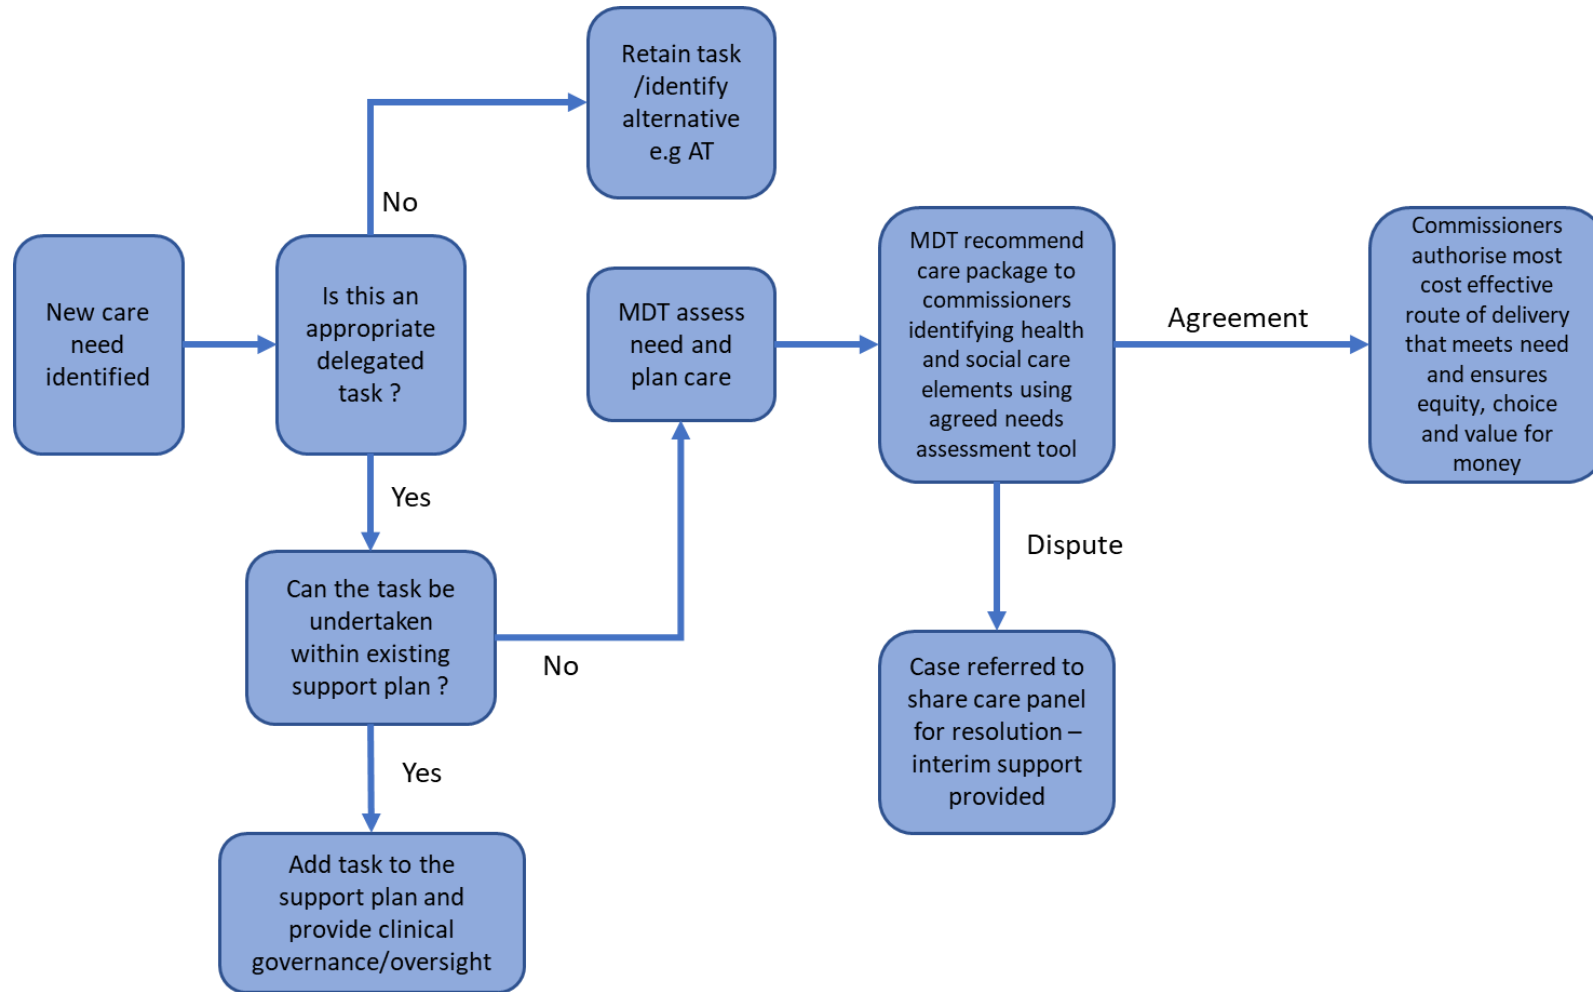 New care
need
identified
Is this an
appropriate
delegated
task ?
No
Retain task
/identify
alternative
e.g AT
Yes
Can the task be
undertaken
within existing
support plan ?
Yes
Add task to the
support plan and
provide clinical
governance/oversight
No
MDT assess
need and
plan care
MDT recommend
care package to
commissioners
identifying health
and social care
elements using
agreed needs
assessment tool
Agreement
Commissioners
authorise most
cost effective
route of delivery
that meets need
and ensures
equity, choice
and value for
money
Dispute
Case referred to
share care panel
for resolution –
interim support
provided